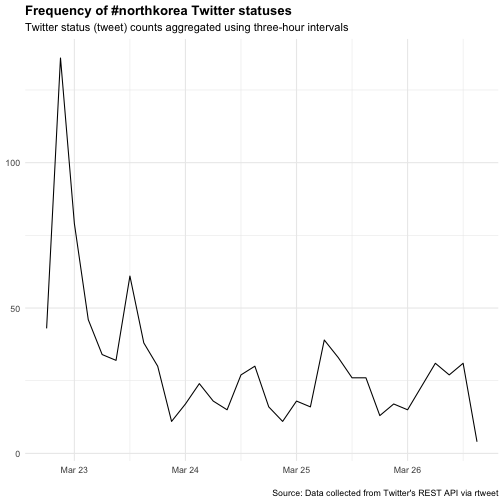 Frequency of #northkorea Twitter statuses
Twitter status (tweet) counts aggregated using three-hour intervals
100
50
0
Mar 23
Mar 24
Mar 25
Mar 26
Source: Data collected from Twitter's REST API via rtweet